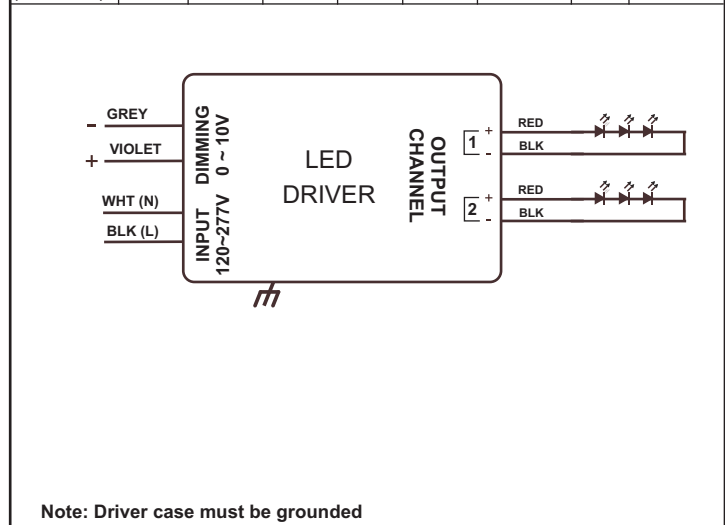 - GREY
+ VIOLET
WHT (N)
BLK (L)
DIMMING
0 ~ 10V
INPUT
120~277V
LED
DRIVER
OUTPUT
CHANNEL
1 + RED
- BLK
2 + RED
- BLK
Note: Driver case must be grounded